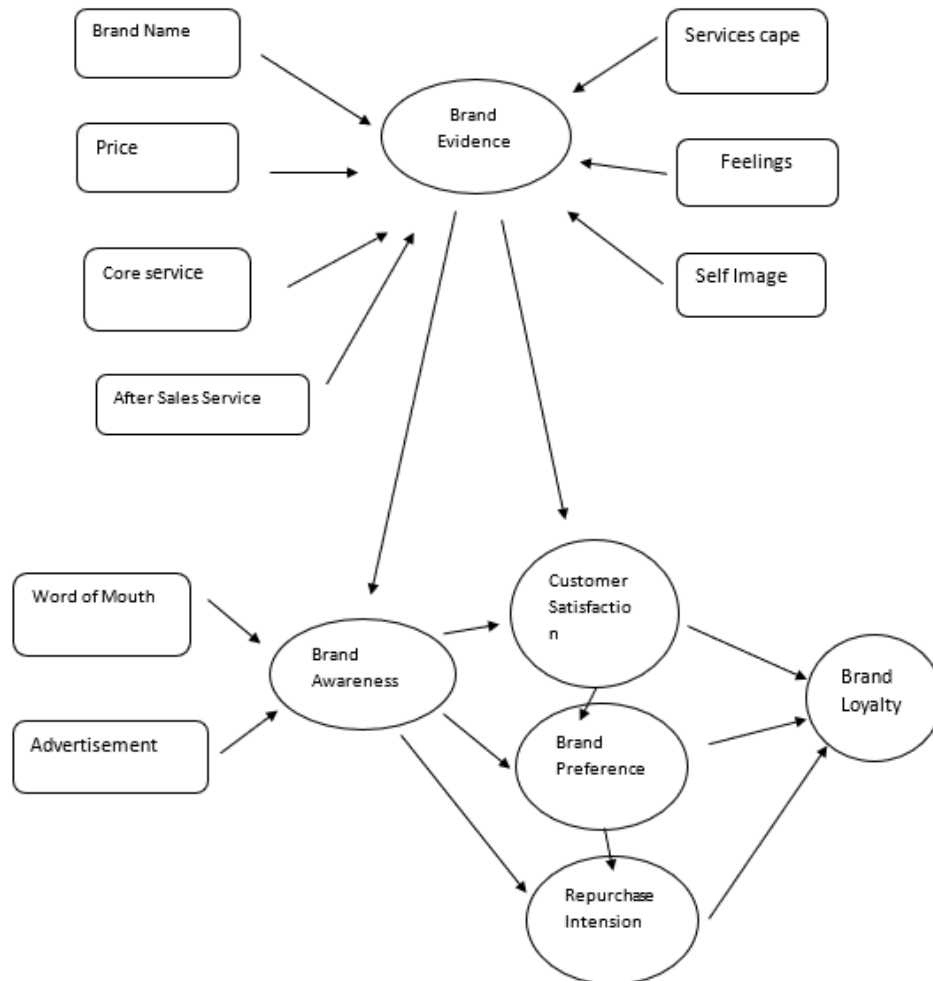 Brand Name
Services cape
Brand
Evidence
Price
Feelings
Core service
Self Image
After Sales Service
Word of Mouth
Customer
Satisfactio
n
Brand
Awareness
Brand
Loyalty
Advertisement
Brand
Preference
Repurchase
Intension